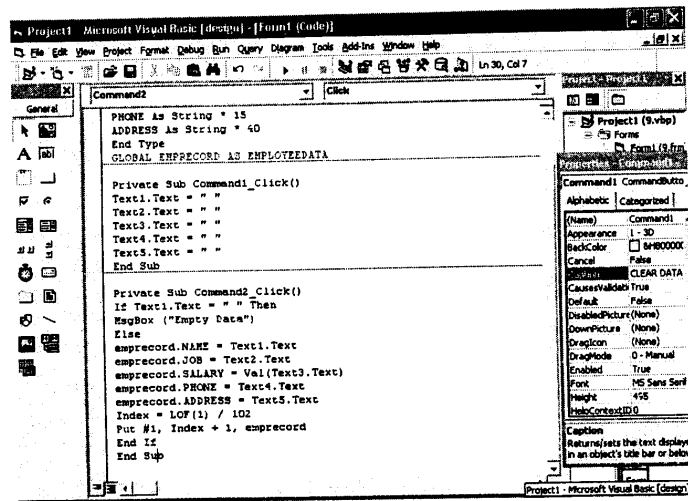 Project1 - Microsoft Visual Basic [design] - [Form1 (Code)]
File Edit View Project Format Debug Run Query Diagram Tools Add-Ins Window Help
Ln 30, Col 7
General
Command2
Click
PHONE As String * 15
ADDRESS As String * 40
End Type
GLOBAL EMPRECORD AS EMPLOYEEDATA
Private Sub Command1_Click()
Text1.Text = " "
Text2.Text = " "
Text3.Text = " "
Text4.Text = " "
Text5.Text = " "
End Sub
Private Sub Command2_Click()
If Text1.Text = " " Then
MsgBox ("Empty Data")
Else
emprecord.NAME = Text1.Text
emprecord.JOB = Text2.Text
emprecord.SALARY = Val(Text3.Text)
emprecord.PHONE = Text4.Text
emprecord.ADDRESS = Text5.Text
Index = LOF(1) / 102
Put #1, Index + 1, emprecord
End If
End Sub
Project1 (9.vbp)
Forms
Form1 (9.frm
Command1 CommandButto
Alphabetic Categorized
(Name) Command1
Appearance 1 - 3D
BackColor &H80000
Cancel False
CLEAR DATA
CausesValidati True
Default False
DisabledPicture (None)
DownPicture (None)
DragIcon (None)
DragMode 0 - Manual
Enabled True
Font MS Sans Serif
Height 495
HelpContextID 0
Caption
Returns/sets the text displaye
in an object's title bar or below
Project1 - Microsoft Visual Basic [design]